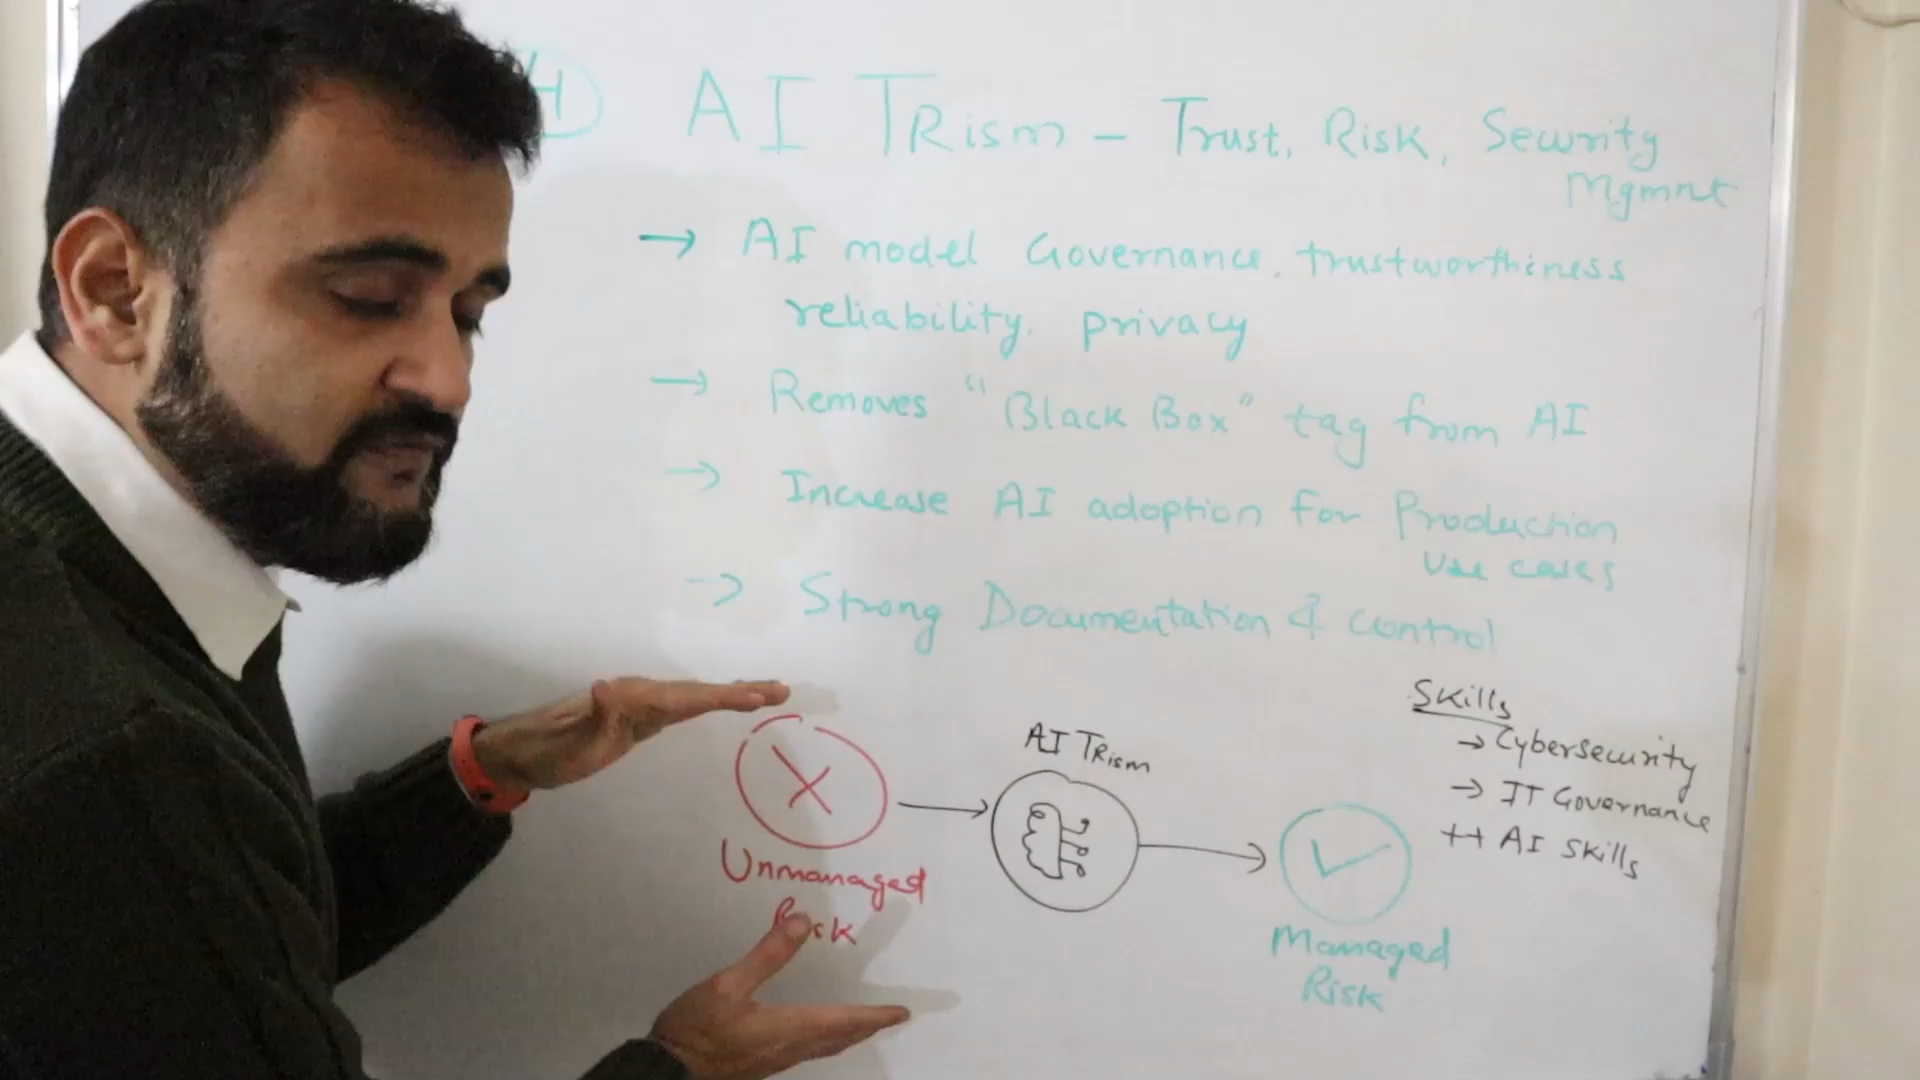 4
AI TRism - Trust, Risk, Security
Mgmnt
→ AI model Governance, trustworthiness
reliability, privacy
→ Removes "Black Box" tag from AI
→ Increase AI adoption for Production
Use cases
→ Strong Documentation & control
Skills
→ Cybersecurity
→ IT Governance
++ AI Skills
AI TRism
Unmanaged
Risk
Managed
Risk